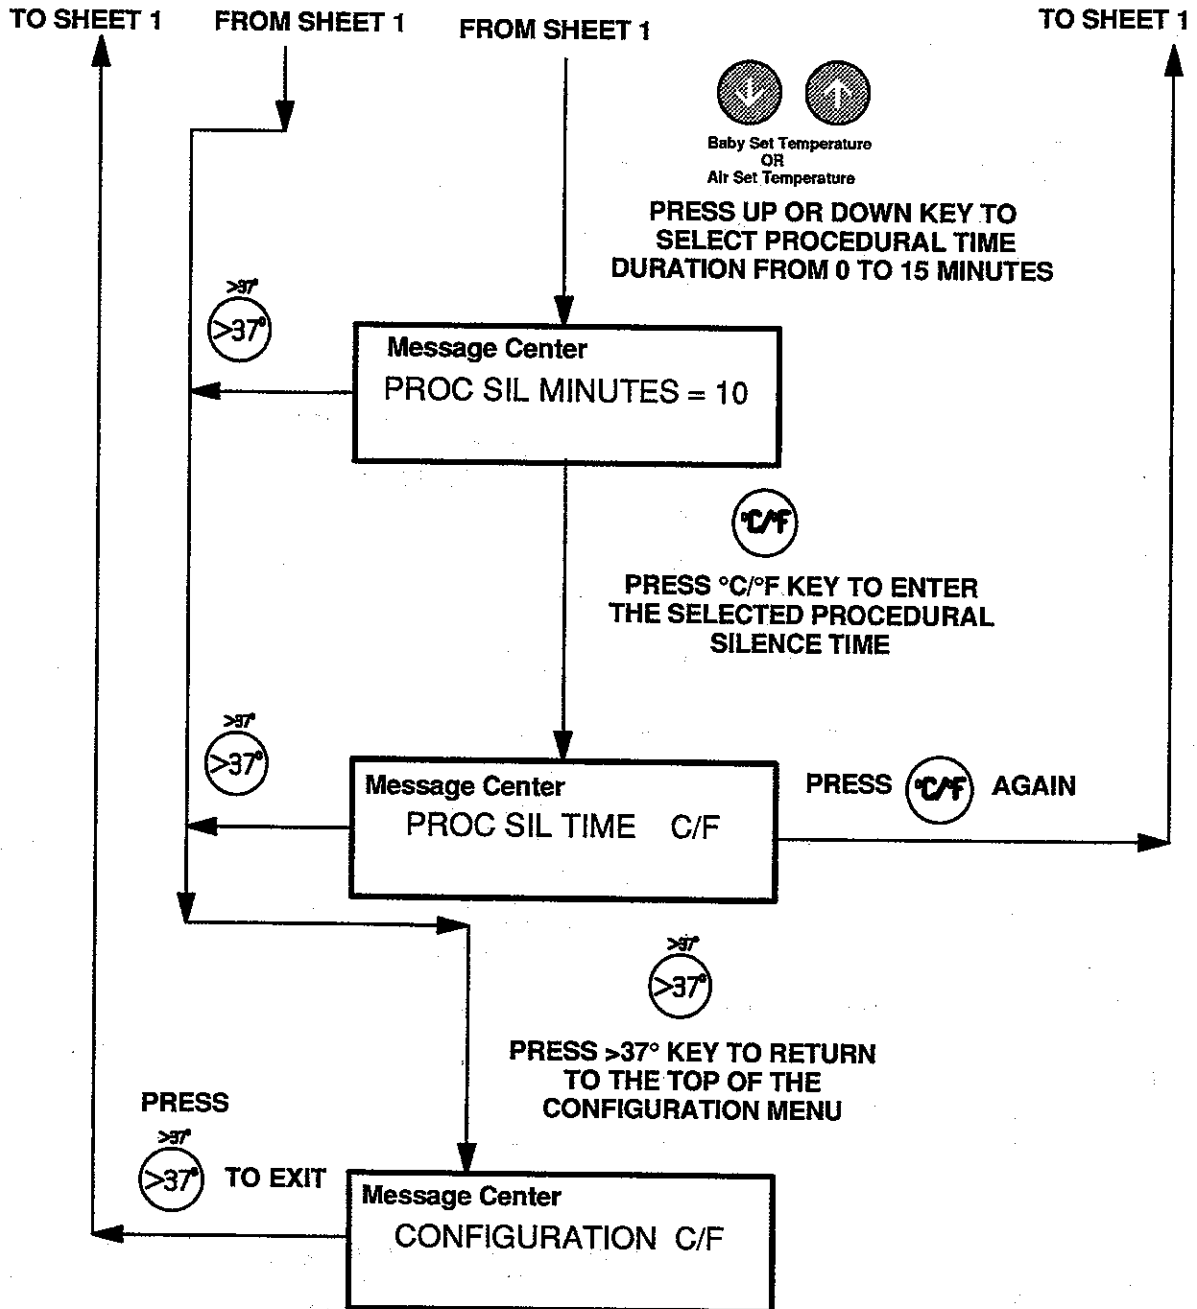 TO SHEET 1
FROM SHEET 1
FROM SHEET 1
TO SHEET 1
Baby Set Temperature
OR
Air Set Temperature
PRESS UP OR DOWN KEY TO
SELECT PROCEDURAL TIME
DURATION FROM 0 TO 15 MINUTES
>37°
>37°
Message Center
PROC SIL MINUTES = 10
°C/°F
PRESS °C/°F KEY TO ENTER
THE SELECTED PROCEDURAL
SILENCE TIME
>37°
>37°
Message Center
PROC SIL TIME C/F
PRESS °C/°F AGAIN
>37°
>37°
PRESS >37° KEY TO RETURN
TO THE TOP OF THE
CONFIGURATION MENU
PRESS
>37°
>37° TO EXIT
Message Center
CONFIGURATION C/F